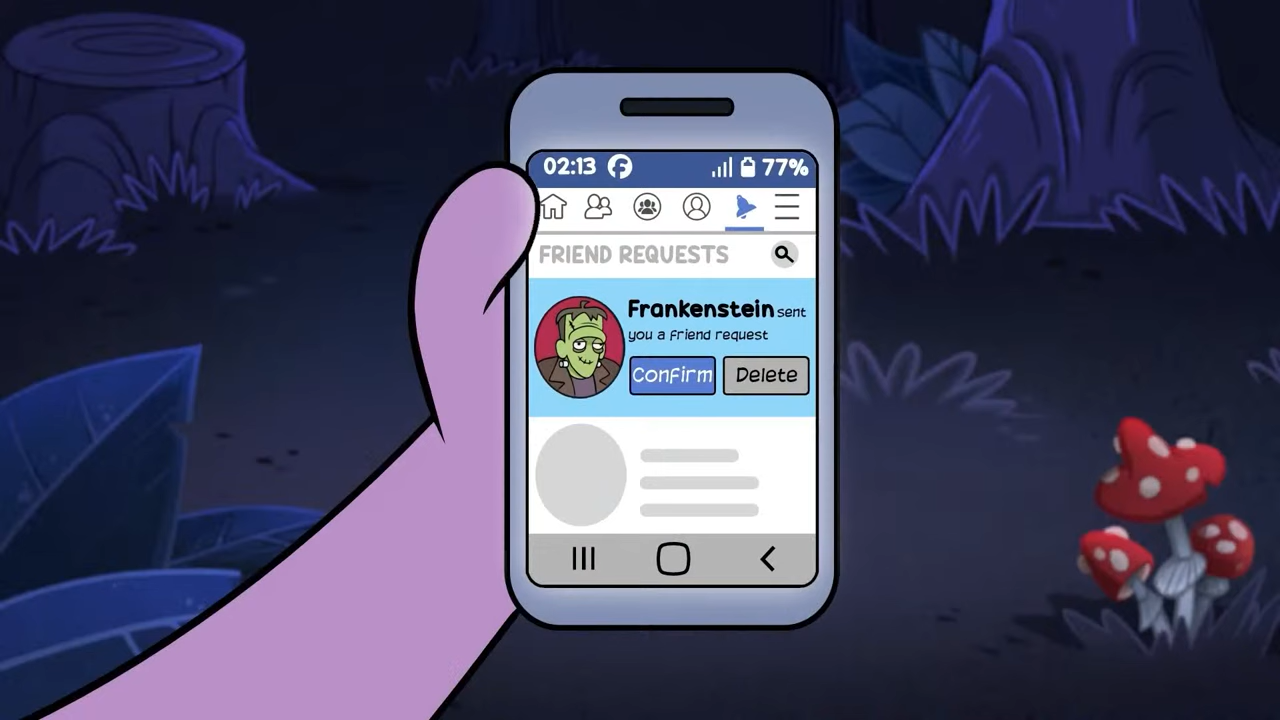 02:13 77%
FRIEND REQUESTS
Frankenstein sent
you a friend request
Confirm Delete